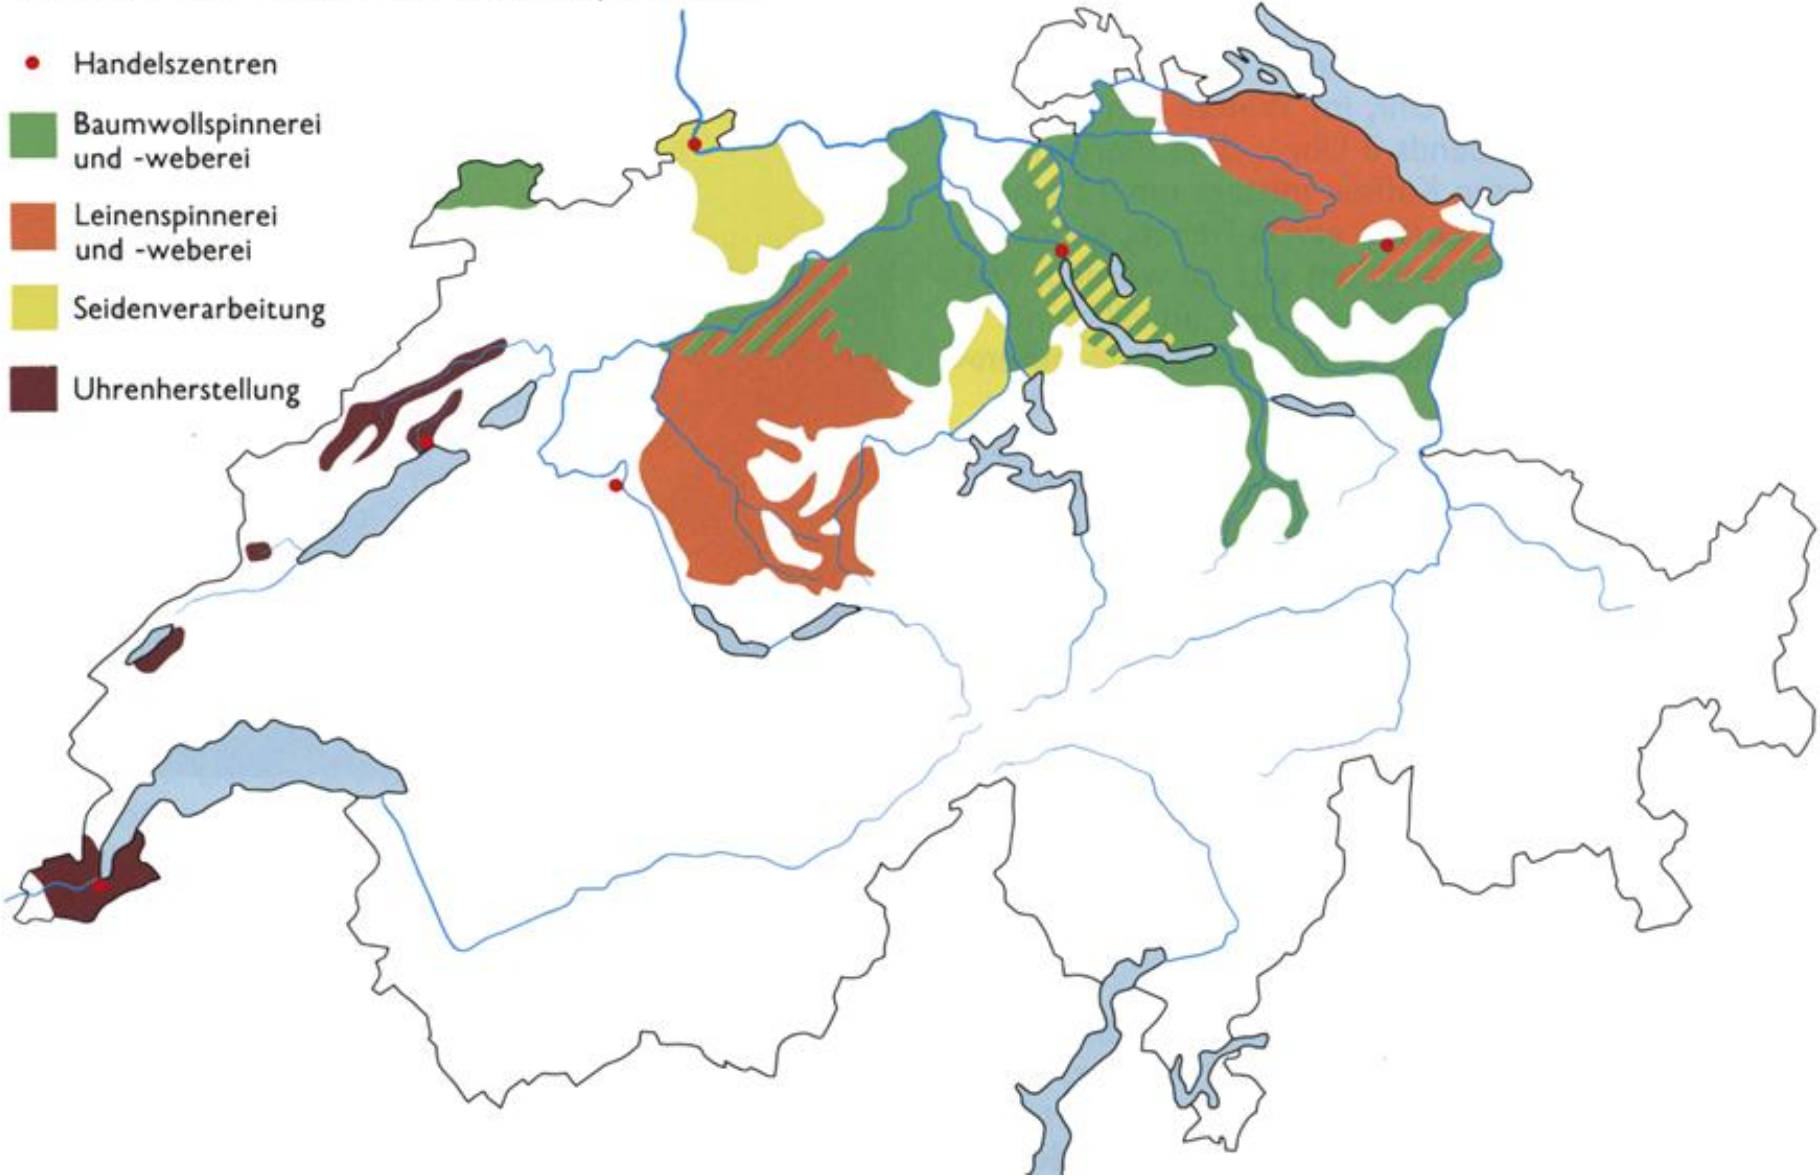 Handelszentren
Baumwollspinnerei
und -weberei
Leinenspinnerei
und -weberei
Seidenverarbeitung
Uhrenherstellung